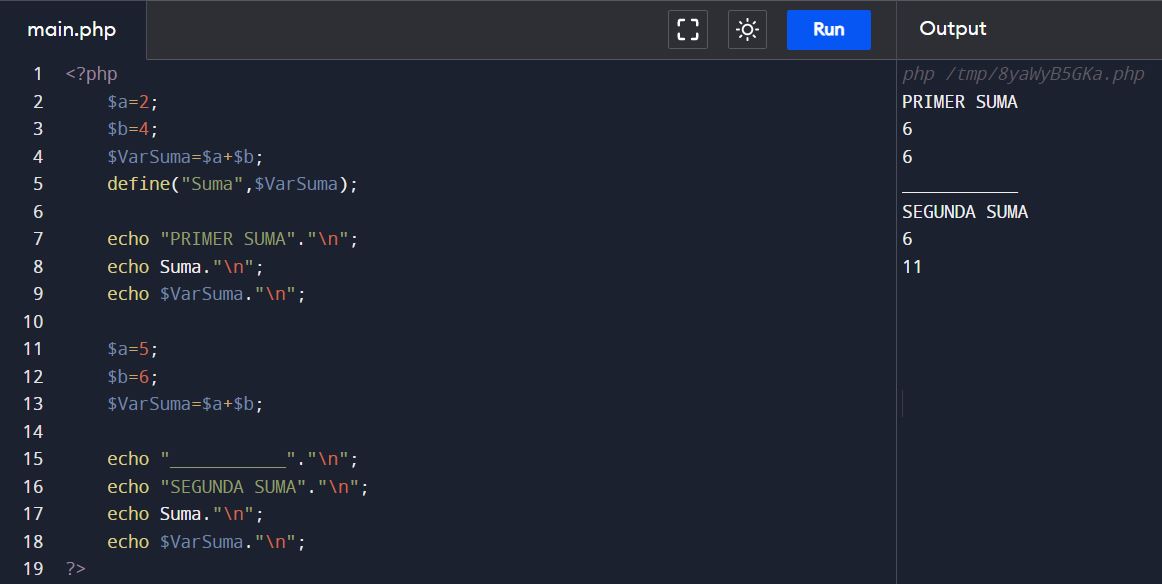 main.php
Run
Output
1 <?php
2 $a=2;
3 $b=4;
4 $VarSuma=$a+$b;
5 define("Suma",$VarSuma);
6
7 echo "PRIMER SUMA"."\n";
8 echo Suma."\n";
9 echo $VarSuma."\n";
10
11 $a=5;
12 $b=6;
13 $VarSuma=$a+$b;
14
15 echo "___________"."\n";
16 echo "SEGUNDA SUMA"."\n";
17 echo Suma."\n";
18 echo $VarSuma."\n";
19 ?>
php /tmp/8yaWyB5GKa.php
PRIMER SUMA
6
6
___________
SEGUNDA SUMA
6
11